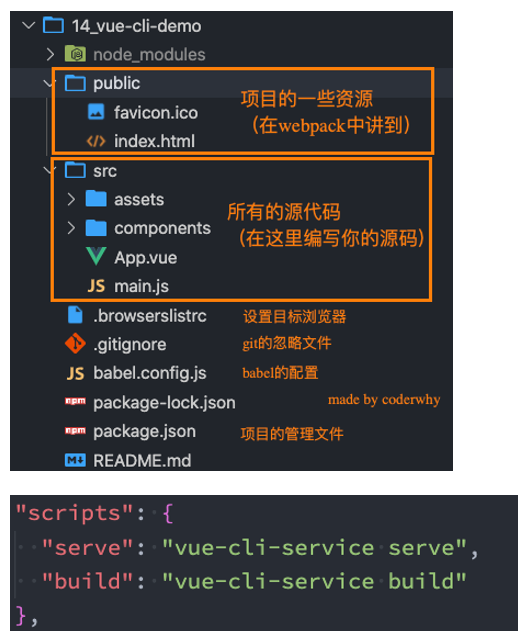 14_vue-cli-demo
node_modules
public
favicon.ico
项目的一些资源
index.html
（在webpack中讲到）
src
assets
components
所有的源代码
（在这里编写你的源码）
App.vue
JS main.js
.browserslistrc 设置目标浏览器
.gitignore git的忽略文件
JS babel.config.js babel的配置
npm package-lock.json made by coderwhy
npm package.json 项目的管理文件
README.md
"scripts": {
"serve": "vue-cli-service serve",
"build": "vue-cli-service build"
},